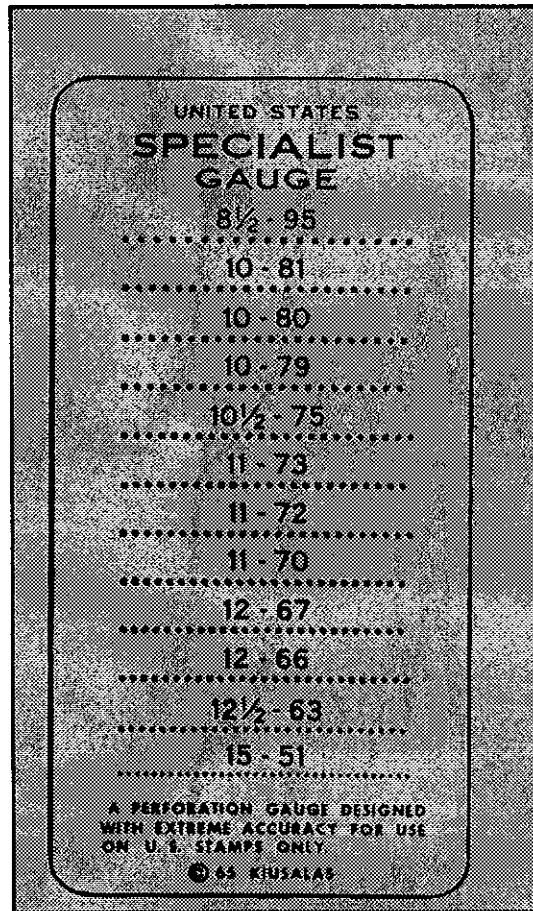 UNITED STATES
SPECIALIST
GAUGE
8½ - 95
10 - 81
10 - 80
10 - 79
10½ - 75
11 - 73
11 - 72
11 - 70
12 - 67
12 - 66
12½ - 63
15 - 51
A PERFORATION GAUGE DESIGNED
WITH EXTREME ACCURACT FOR USE
ON U. S. STAMPS ONLY.
© 65 KIUSALAS